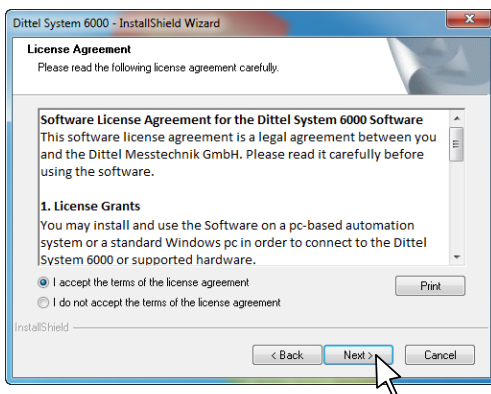 Dittel System 6000 - InstallShield Wizard
License Agreement
Please read the following license agreement carefully.
Software License Agreement for the Dittel System 6000 Software
This software license agreement is a legal agreement between you
and the Dittel Messtechnik GmbH. Please read it carefully before
using the software.
1. License Grants
You may install and use the Software on a pc-based automation
system or a standard Windows pc in order to connect to the Dittel
System 6000 or supported hardware.
I accept the terms of the license agreement
Print
I do not accept the terms of the license agreement
InstallShield
< Back Next > Cancel